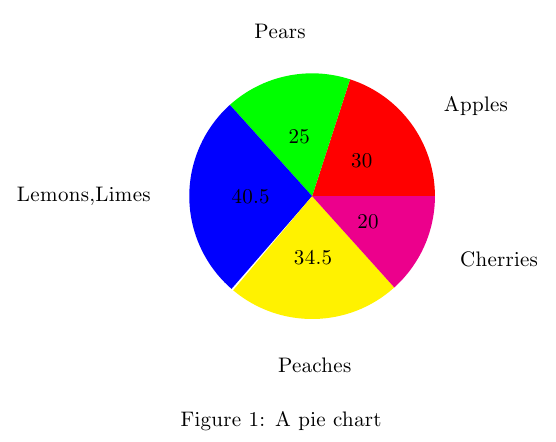 Pears
Apples
25
30
Lemons,Limes
40.5
20
34.5
Cherries
Peaches
Figure 1: A pie chart